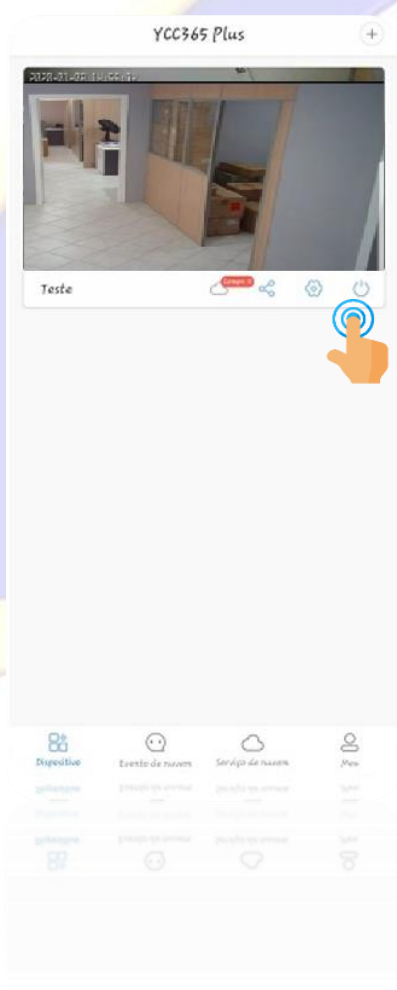 YCC365 Plus
Teste
Dispositivo
Evento de nuvem
Serviço de nuvem
Meu